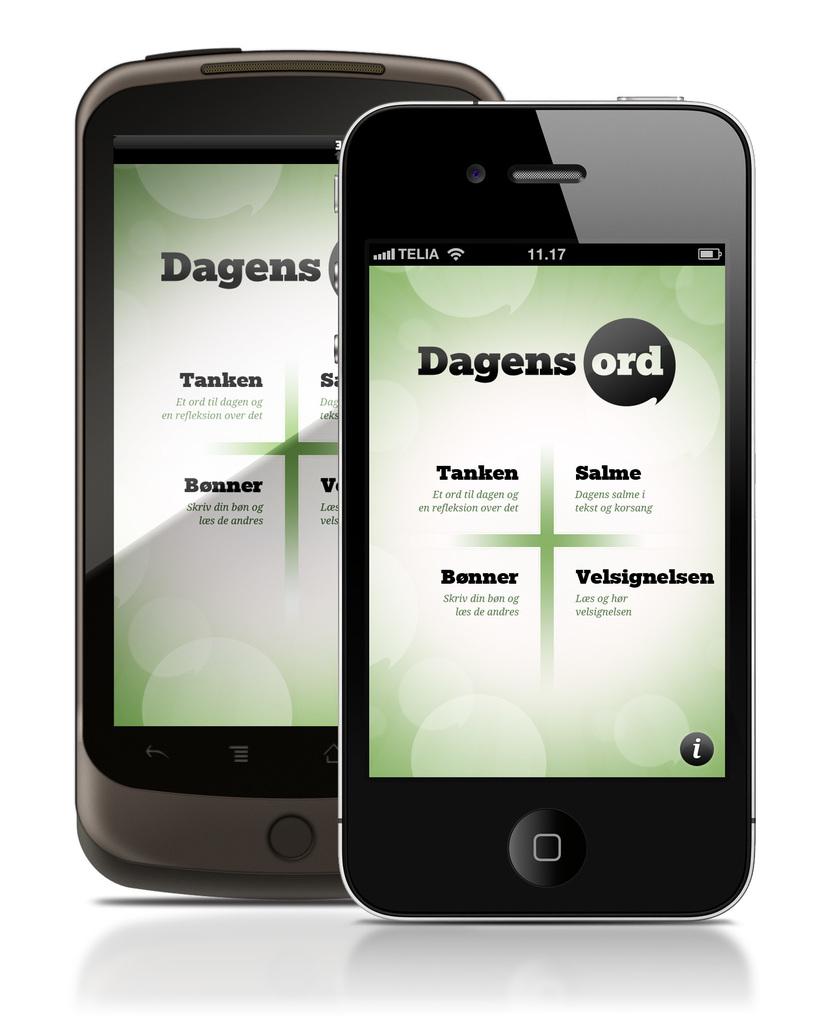 Dagens
Tanken
Et ord til dagen og
en refleksion over det
Bønner
Skriv din bøn og
læs de andres
TELIA
11.17
Dagens ord
Tanken
Et ord til dagen og
en refleksion over det
Salme
Dagens salme i
tekst og korsang
Bønner
Skriv din bøn og
læs de andres
Velsignelsen
Læs og hør
velsignelsen
i